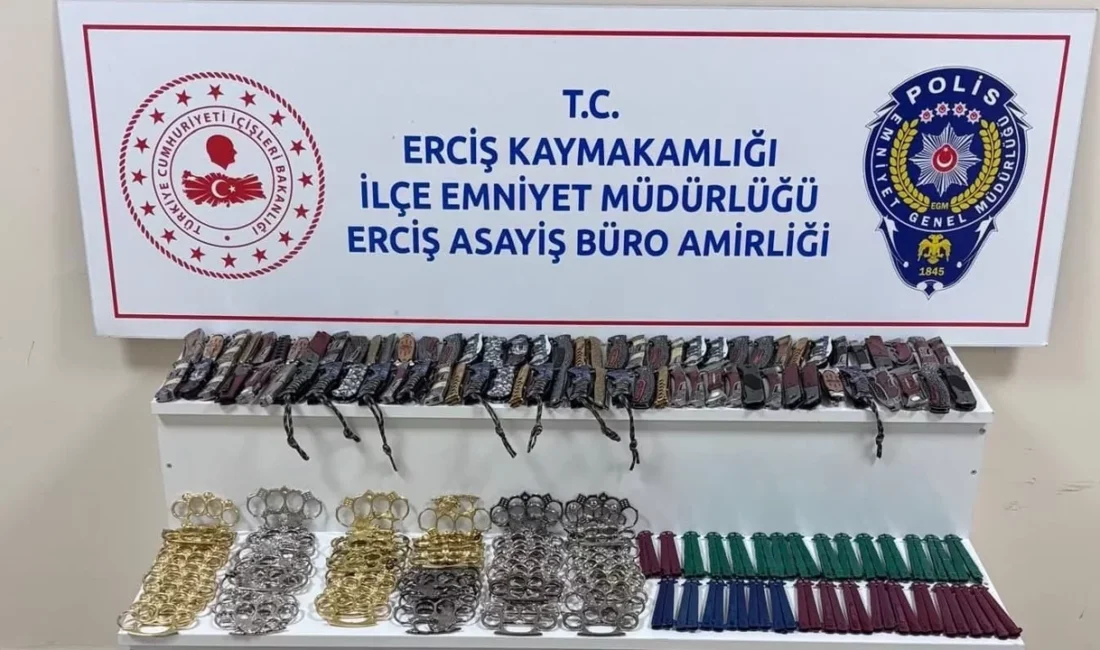 TÜRKİYE CUMHURİYETİ İÇİŞLERİ BAKANLIĞI
T.C.
ERCİŞ KAYMAKAMLIĞI
İLÇE EMNİYET MÜDÜRLÜĞÜ
ERCİŞ ASAYİŞ BÜRO AMİRLİĞİ
POLİS
EMNİYET GENEL MÜDÜRLÜĞÜ
EGM
1845